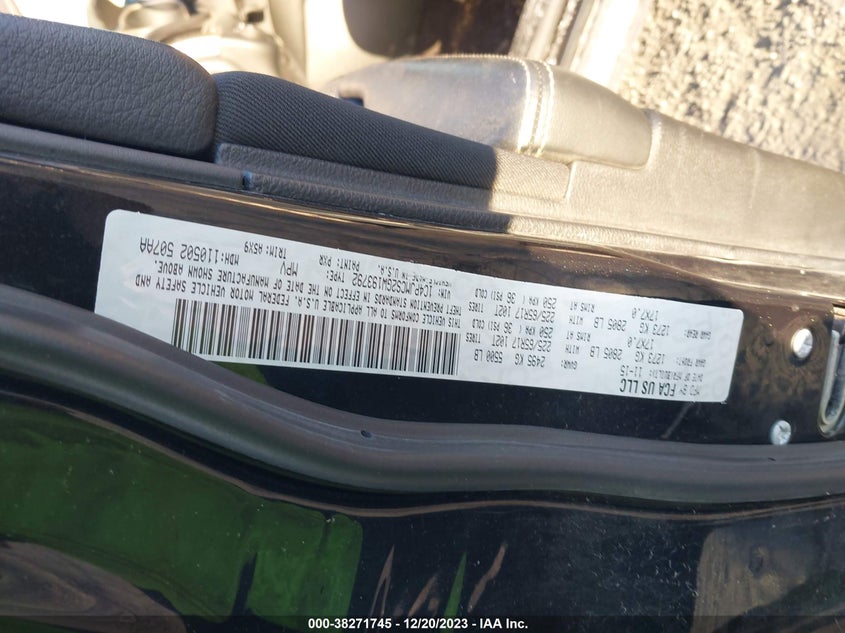 MFD BY FCA US LLC
DATE OF MFR 11-15
GVWR: 2495 KG 5500 LB
GAWR FRONT: 1273 KG 2805 LB WITH 225/65R17 102T TIRES
17X7.0 RIMS AT 250 KPA ( 36 PSI) COLD
GAWR REAR: 1273 KG 2805 LB WITH 225/65R17 102T TIRES
17X7.0 RIMS AT 250 KPA ( 36 PSI) COLD
THIS VEHICLE CONFORMS TO ALL APPLICABLE U.S.A. FEDERAL MOTOR VEHICLE SAFETY AND
THEFT PREVENTION STANDARDS IN EFFECT ON THE DATE OF MANUFACTURE SHOWN ABOVE.
VIN: 1C4PJMCS2GW193792 TYPE: MPV MDH:110502 507AA
IN U.S.A. PAINT: PXR TRIM: A5X9
000-38271745 — 12/20/2023 — IAA Inc.